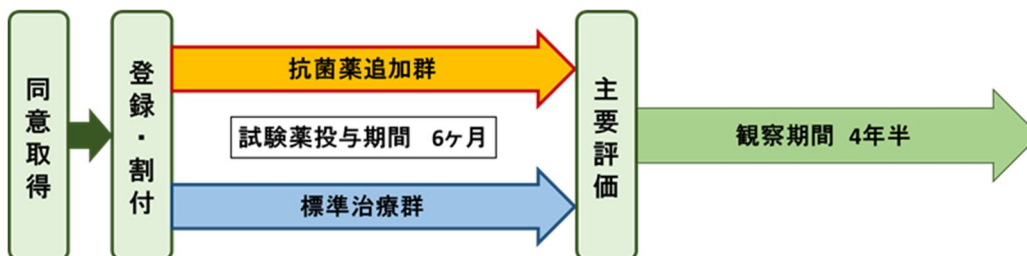 同意取得
登録・割付
抗菌薬追加群
試験薬投与期間 6ヶ月
標準治療群
主要評価
観察期間 4年半